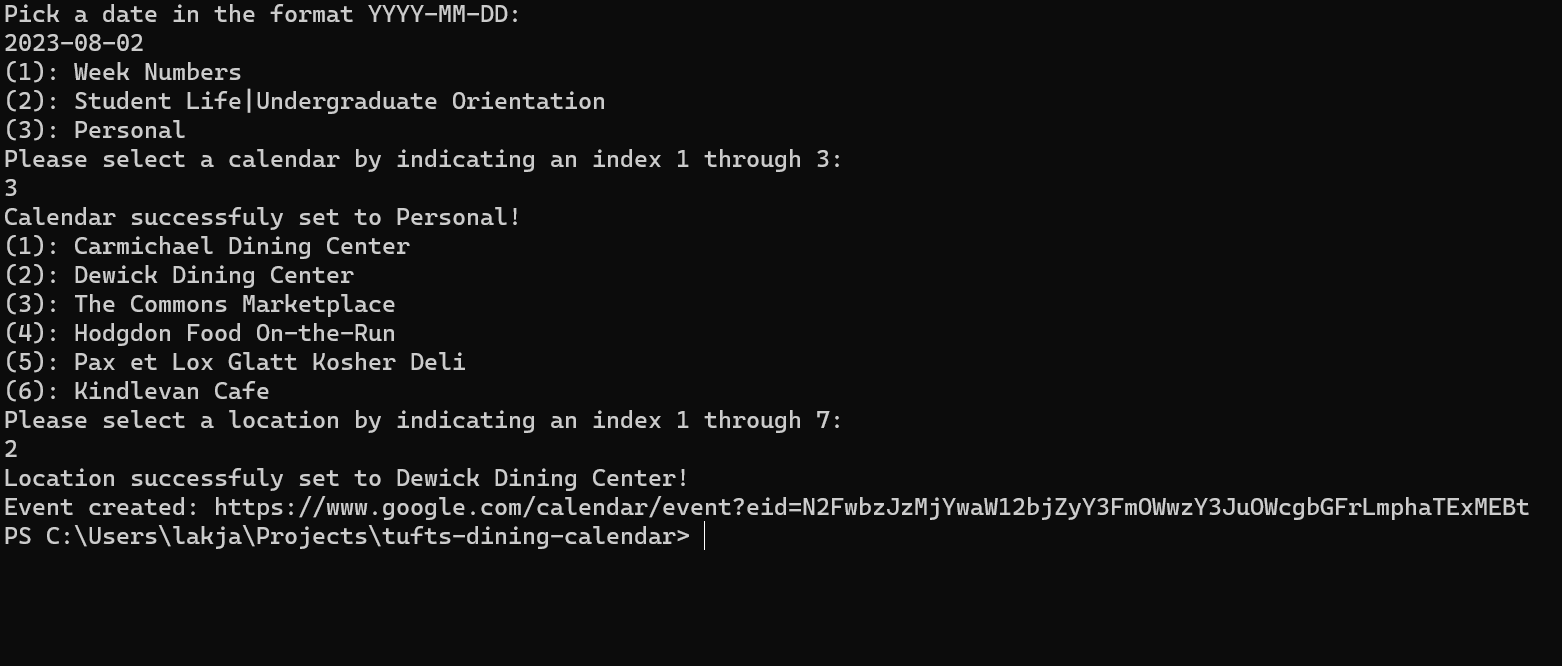 Pick a date in the format YYYY-MM-DD:
2023-08-02
(1): Week Numbers
(2): Student Life|Undergraduate Orientation
(3): Personal
Please select a calendar by indicating an index 1 through 3:
3
Calendar successfuly set to Personal!
(1): Carmichael Dining Center
(2): Dewick Dining Center
(3): The Commons Marketplace
(4): Hodgdon Food On-the-Run
(5): Pax et Lox Glatt Kosher Deli
(6): Kindlevan Cafe
Please select a location by indicating an index 1 through 7:
2
Location successfuly set to Dewick Dining Center!
Event created: https://www.google.com/calendar/event?eid=N2FwbzJzMjYwaW12bjZyY3FmOWwzY3JuOWcgbGFrLmphaTExMEBt
PS C:\Users\lakja\Projects\tufts-dining-calendar>